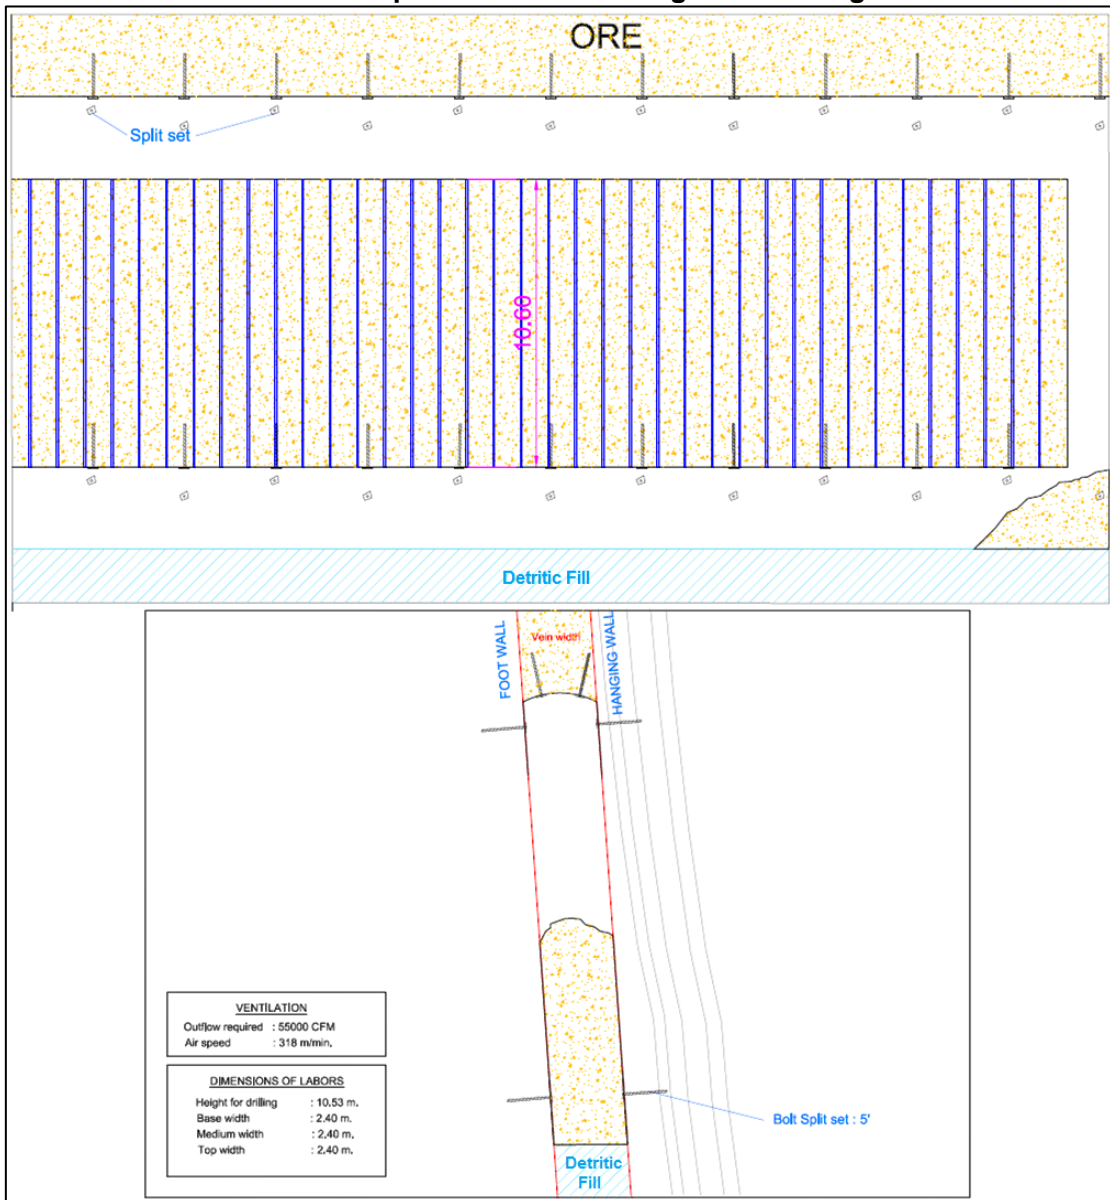 ORE
Split set
10.60
Detritic Fill
FOOT WALL
Vein width
HANGING WALL
VENTILATION
Outflow required : 55000 CFM
Air speed : 318 m/min.
DIMENSIONS OF LABORS
Height for drilling : 10.53 m.
Base width : 2.40 m.
Medium width : 2.40 m.
Top width : 2.40 m.
Bolt Split set : 5'
Detritic
Fill